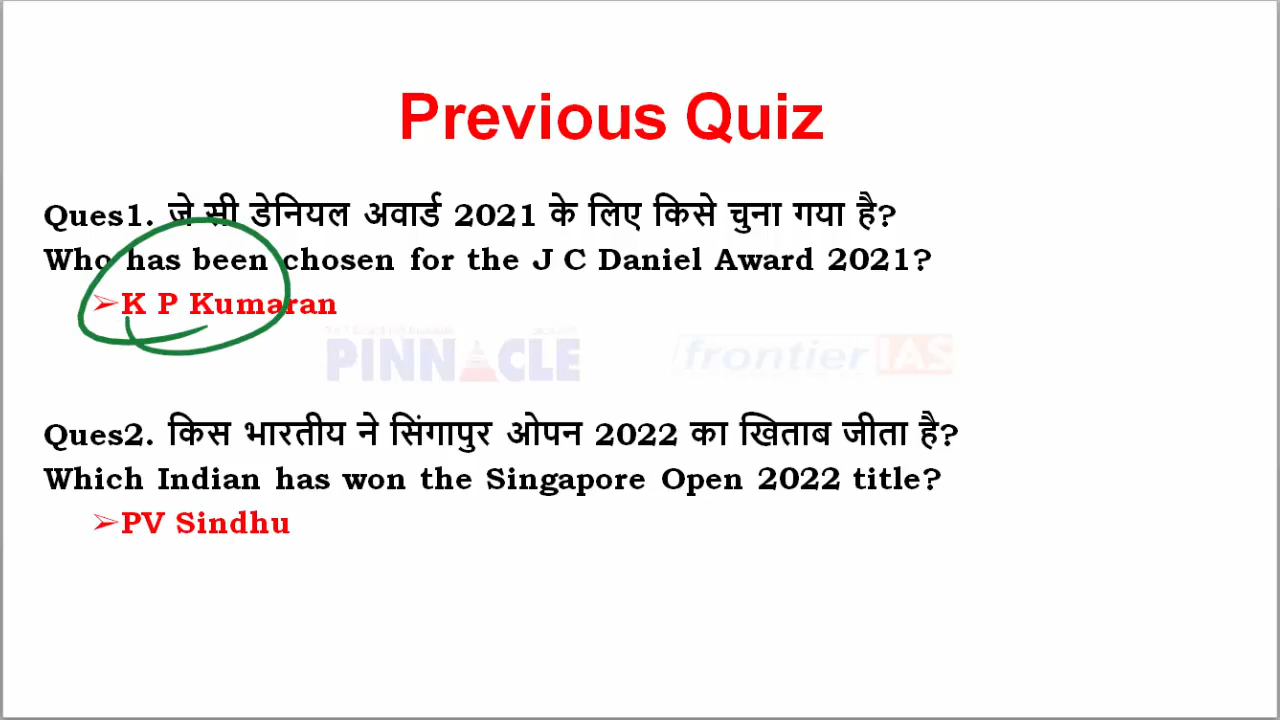 Previous Quiz
Ques1. जे सी डेनियल अवार्ड 2021 के लिए किसे चुना गया है?
Who has been chosen for the J C Daniel Award 2021?
➢K P Kumaran
PINNACLE frontier IAS
Ques2. किस भारतीय ने सिंगापुर ओपन 2022 का खिताब जीता है?
Which Indian has won the Singapore Open 2022 title?
➢PV Sindhu